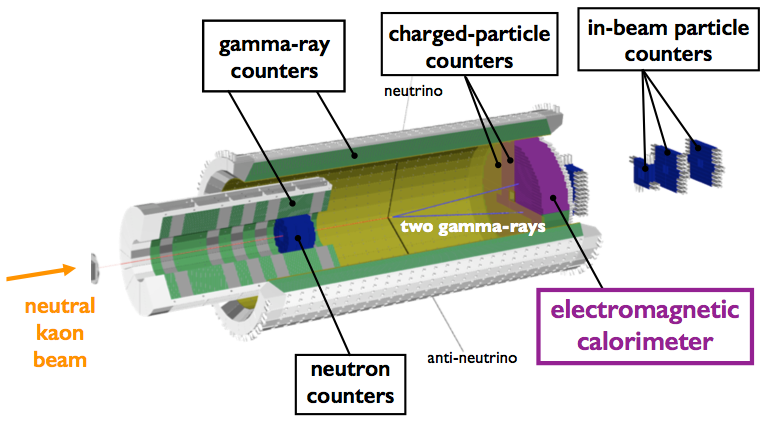 gamma-ray
counters
charged-particle
counters
in-beam particle
counters
neutrino
two gamma-rays
neutral
kaon
beam
electromagnetic
calorimeter
anti-neutrino
neutron
counters